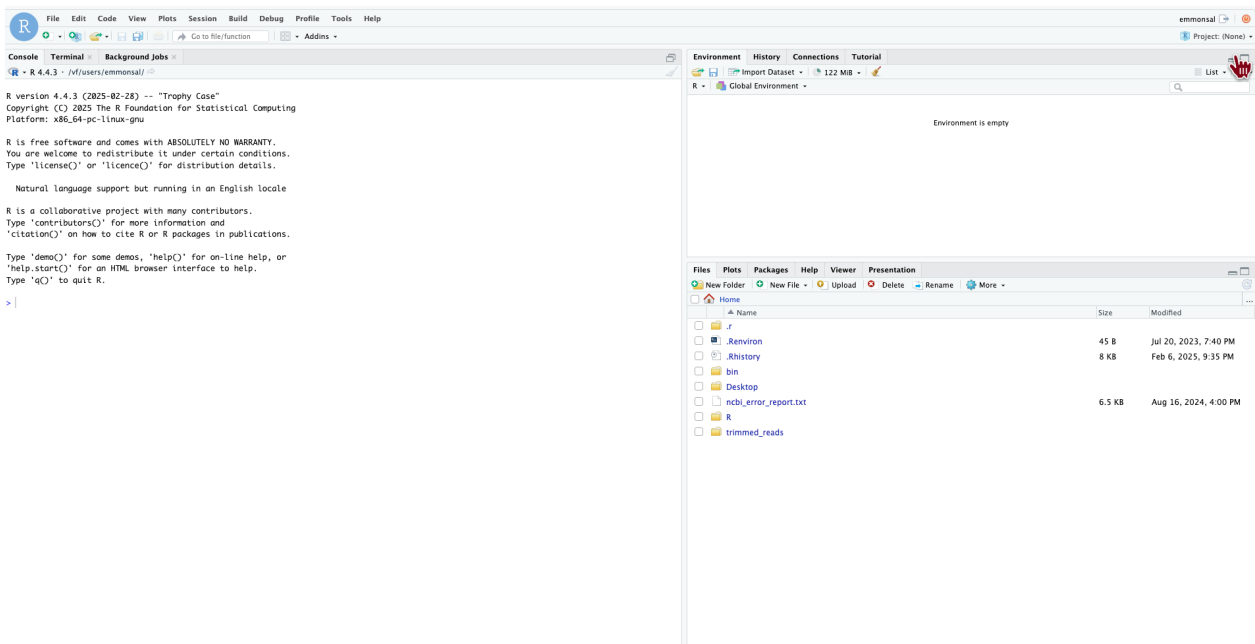 File Edit Code View Plots Session Build Debug Profile Tools Help
emmonsal
R
Go to file/function
Addins
Project: (None)
Console Terminal Background Jobs
R 4.4.3 · /vf/users/emmonsal/
R version 4.4.3 (2025-02-28) -- "Trophy Case"
Copyright (C) 2025 The R Foundation for Statistical Computing
Platform: x86_64-pc-linux-gnu
R is free software and comes with ABSOLUTELY NO WARRANTY.
You are welcome to redistribute it under certain conditions.
Type 'license()' or 'licence()' for distribution details.
Natural language support but running in an English locale
R is a collaborative project with many contributors.
Type 'contributors()' for more information and
'citation()' on how to cite R or R packages in publications.
Type 'demo()' for some demos, 'help()' for on-line help, or
'help.start()' for an HTML browser interface to help.
Type 'q()' to quit R.
>
Environment History Connections Tutorial
Import Dataset 122 MiB List
R Global Environment
Environment is empty
Files Plots Packages Help Viewer Presentation
New Folder New File Upload Delete Rename More
Home ...
Name Size Modified
.r
.Renviron 45 B Jul 20, 2023, 7:40 PM
.Rhistory 8 KB Feb 6, 2025, 9:35 PM
bin
Desktop
ncbi_error_report.txt 6.5 KB Aug 16, 2024, 4:00 PM
R
trimmed_reads